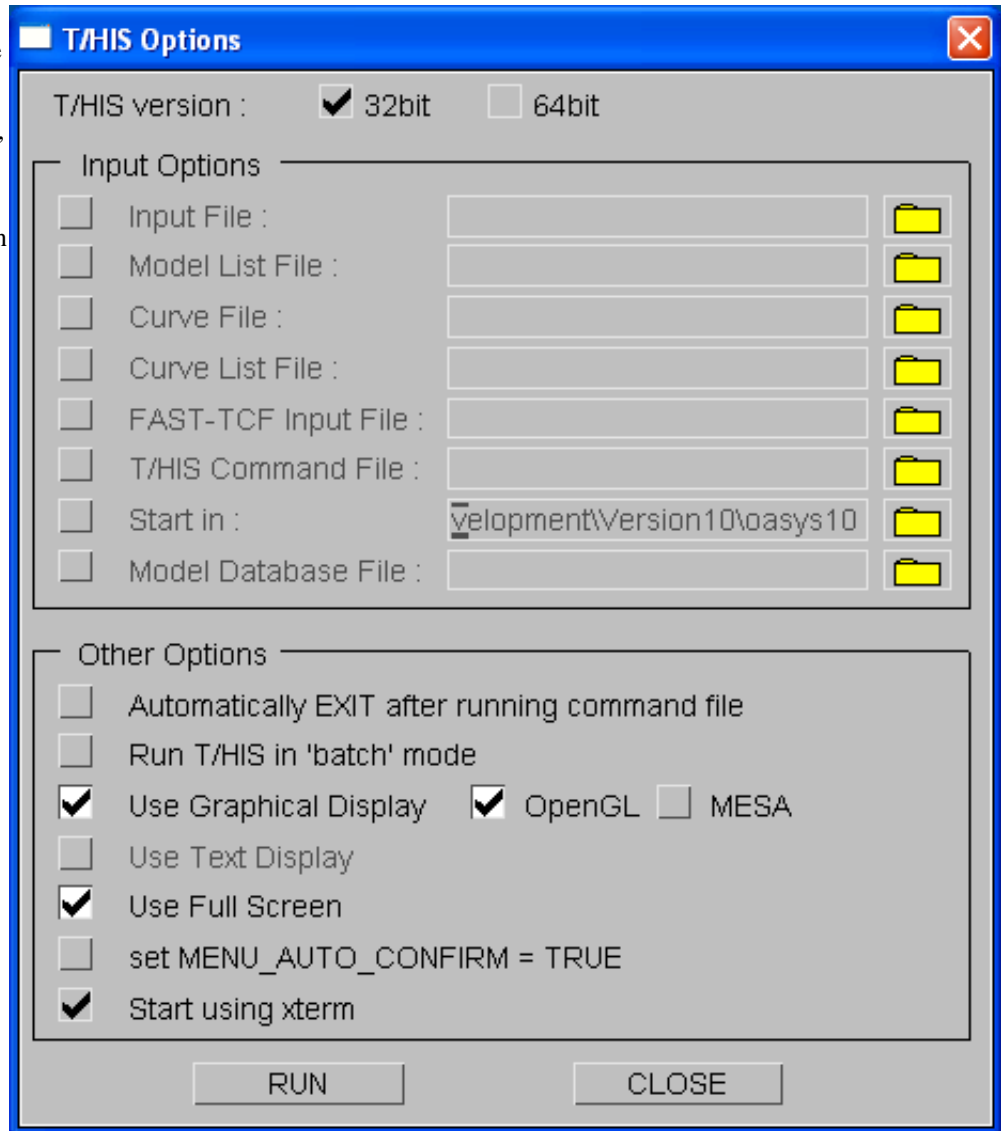 T/HIS Options
T/HIS version : 32bit 64bit
Input Options
Input File :
Model List File :
Curve File :
Curve List File :
FAST-TCF Input File :
T/HIS Command File :
Start in : velopment\Version10\oasys10
Model Database File :
Other Options
Automatically EXIT after running command file
Run T/HIS in 'batch' mode
Use Graphical Display OpenGL MESA
Use Text Display
Use Full Screen
set MENU_AUTO_CONFIRM = TRUE
Start using xterm
RUN CLOSE